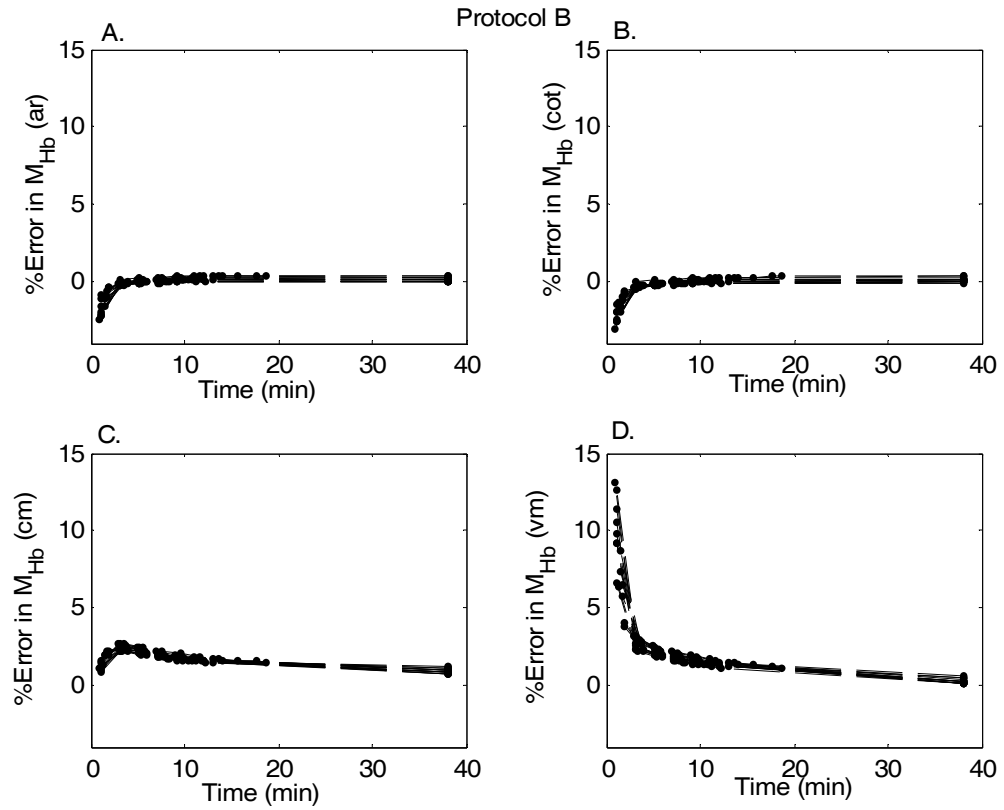 Protocol B
A.
15
10
5
0
%Error in M_Hb (ar)
0 10 20 30 40
Time (min)
B.
15
10
5
0
%Error in M_Hb (cot)
0 10 20 30 40
Time (min)
C.
15
10
5
0
%Error in M_Hb (cm)
0 10 20 30 40
Time (min)
D.
15
10
5
0
%Error in M_Hb (vm)
0 10 20 30 40
Time (min)